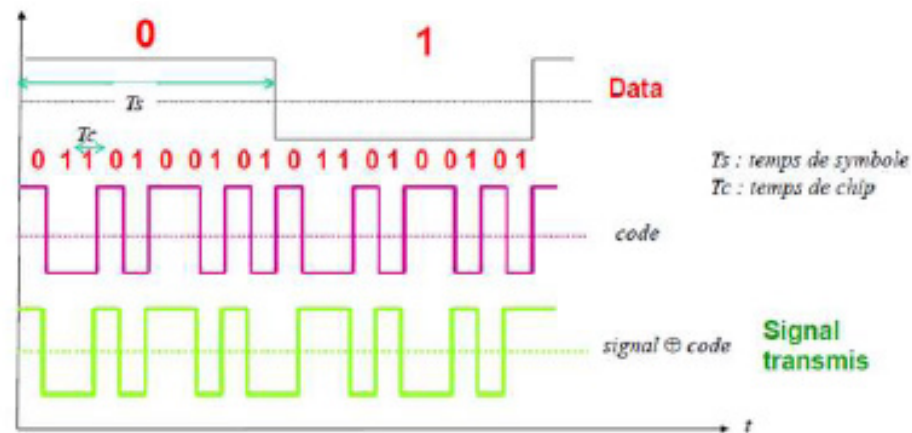 0 1
Data
Ts
Tc
0 1 1 0 1 0 0 1 0 1 0 1 1 0 1 0 0 1 0 1
Ts : temps de symbole
Tc : temps de chip
code
signal ⊕ code
Signal
transmis
t